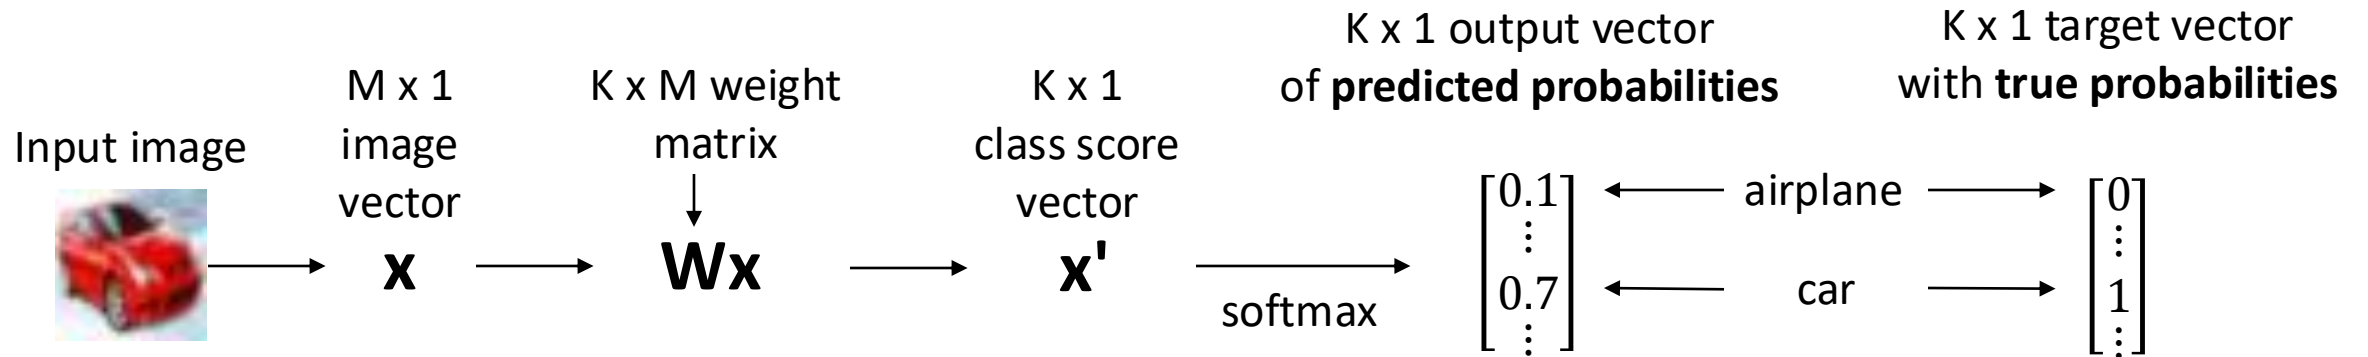 Input image
M x 1
image
vector
x
K x M weight
matrix
Wx
K x 1
class score
vector
x'
softmax
K x 1 output vector
of predicted probabilities
[0.1
⋮
0.7
⋮]
airplane
car
K x 1 target vector
with true probabilities
[0
⋮
1
⋮]